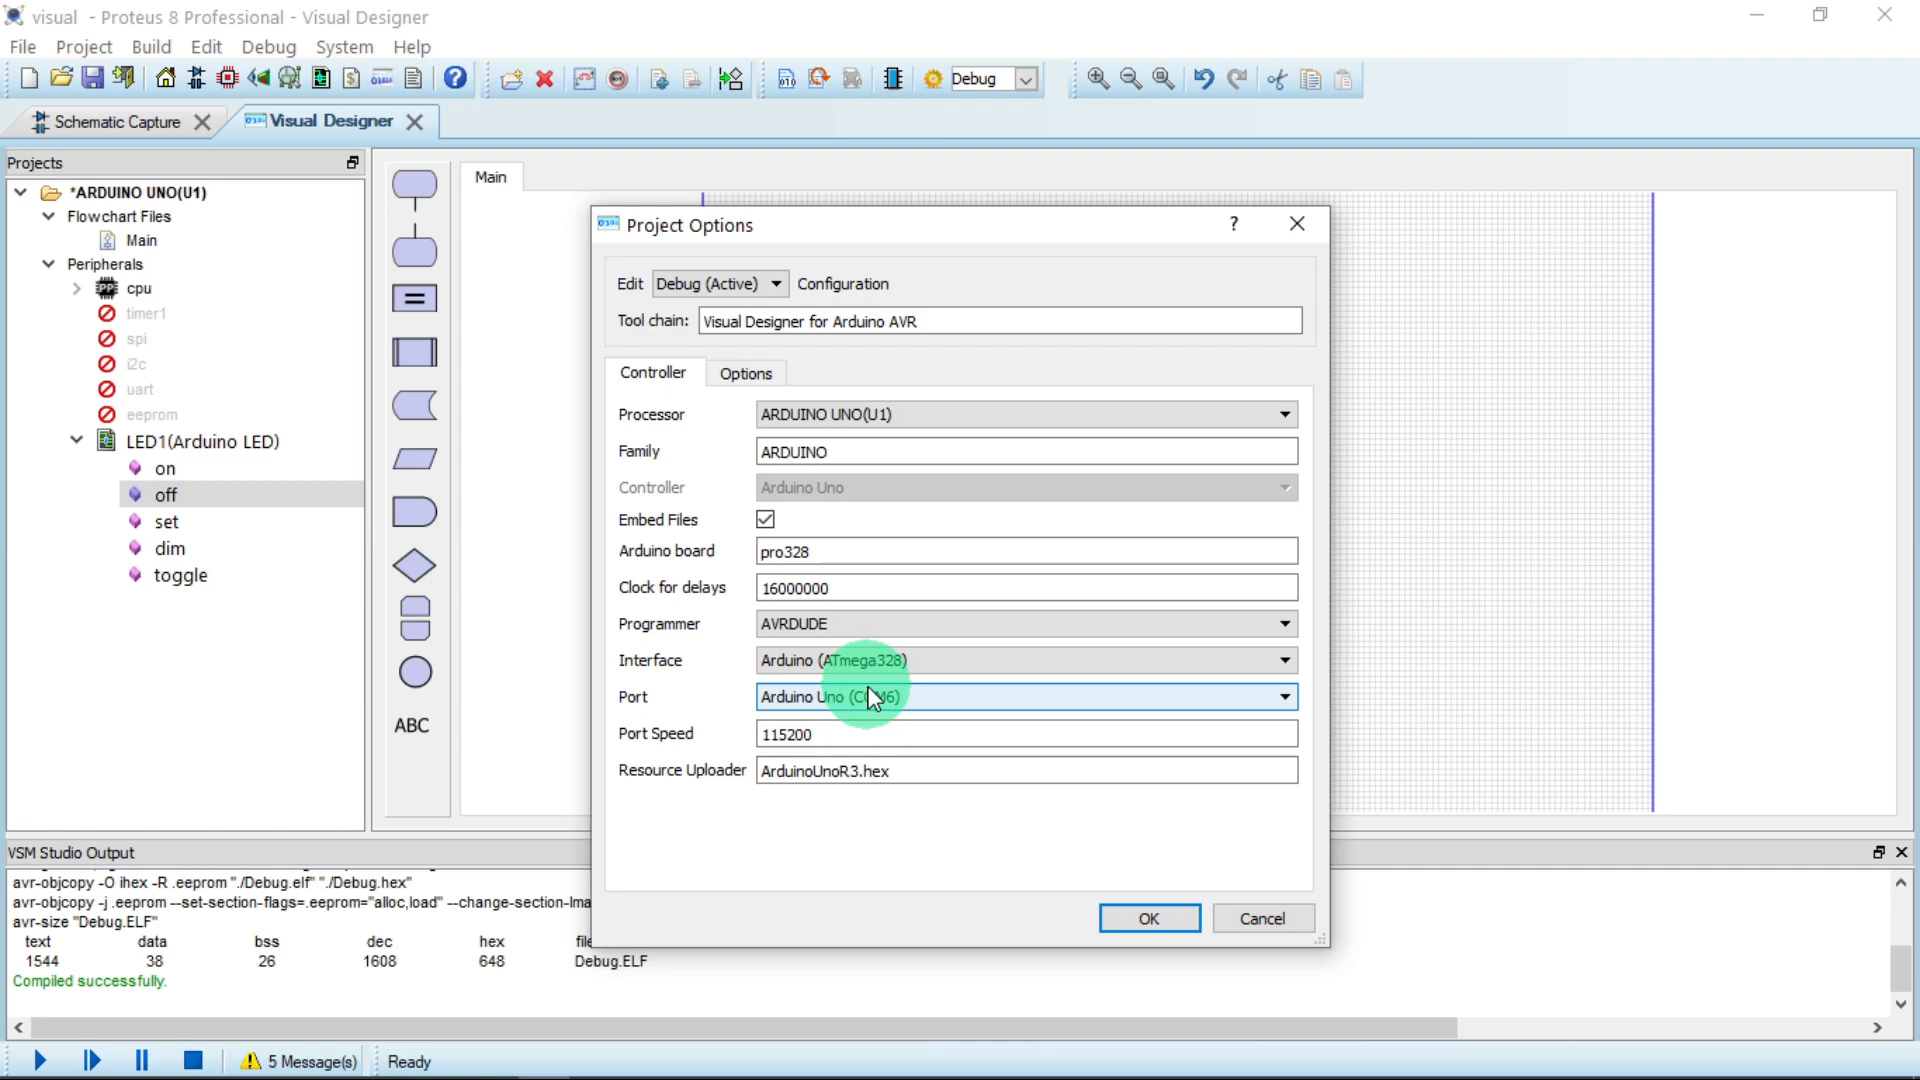 visual - Proteus 8 Professional - Visual Designer
File Project Build Edit Debug System Help
Debug
Schematic Capture
Visual Designer
Projects
*ARDUINO UNO(U1)
Flowchart Files
Main
Peripherals
cpu
timer1
spi
i2c
uart
eeprom
LED1(Arduino LED)
on
off
set
dim
toggle
ABC
Main
Project Options
?
Edit Debug (Active) Configuration
Tool chain: Visual Designer for Arduino AVR
Controller Options
Processor ARDUINO UNO(U1)
Family ARDUINO
Controller Arduino Uno
Embed Files
Arduino board pro328
Clock for delays 16000000
Programmer AVRDUDE
Interface Arduino (ATmega328)
Port Arduino Uno (COM6)
Port Speed 115200
Resource Uploader ArduinoUnoR3.hex
OK Cancel
VSM Studio Output
avr-objcopy -O ihex -R .eeprom "./Debug.elf" "./Debug.hex"
avr-objcopy -j .eeprom --set-section-flags=.eeprom="alloc,load" --change-section-lma
avr-size "Debug.ELF"
text data bss dec hex file
1544 38 26 1608 648 Debug.ELF
Compiled successfully.
5 Message(s) Ready